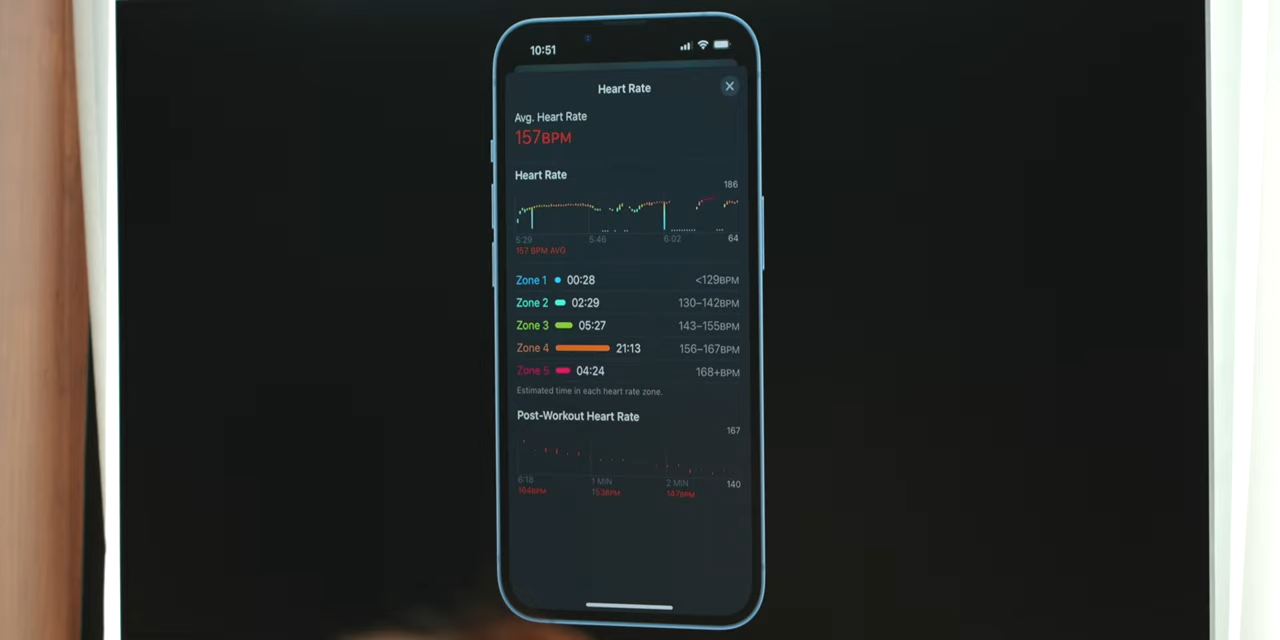 10:51
Heart Rate
Avg. Heart Rate
157BPM
Heart Rate
186
5:29 5:46 6:02 64
157 BPM AVG
Zone 1 00:28 <129BPM
Zone 2 02:29 130–142BPM
Zone 3 05:27 143–155BPM
Zone 4 21:13 156–167BPM
Zone 5 04:24 168+BPM
Estimated time in each heart rate zone.
Post-Workout Heart Rate
167
6:18 1 MIN 2 MIN 140
164BPM 153BPM 147BPM